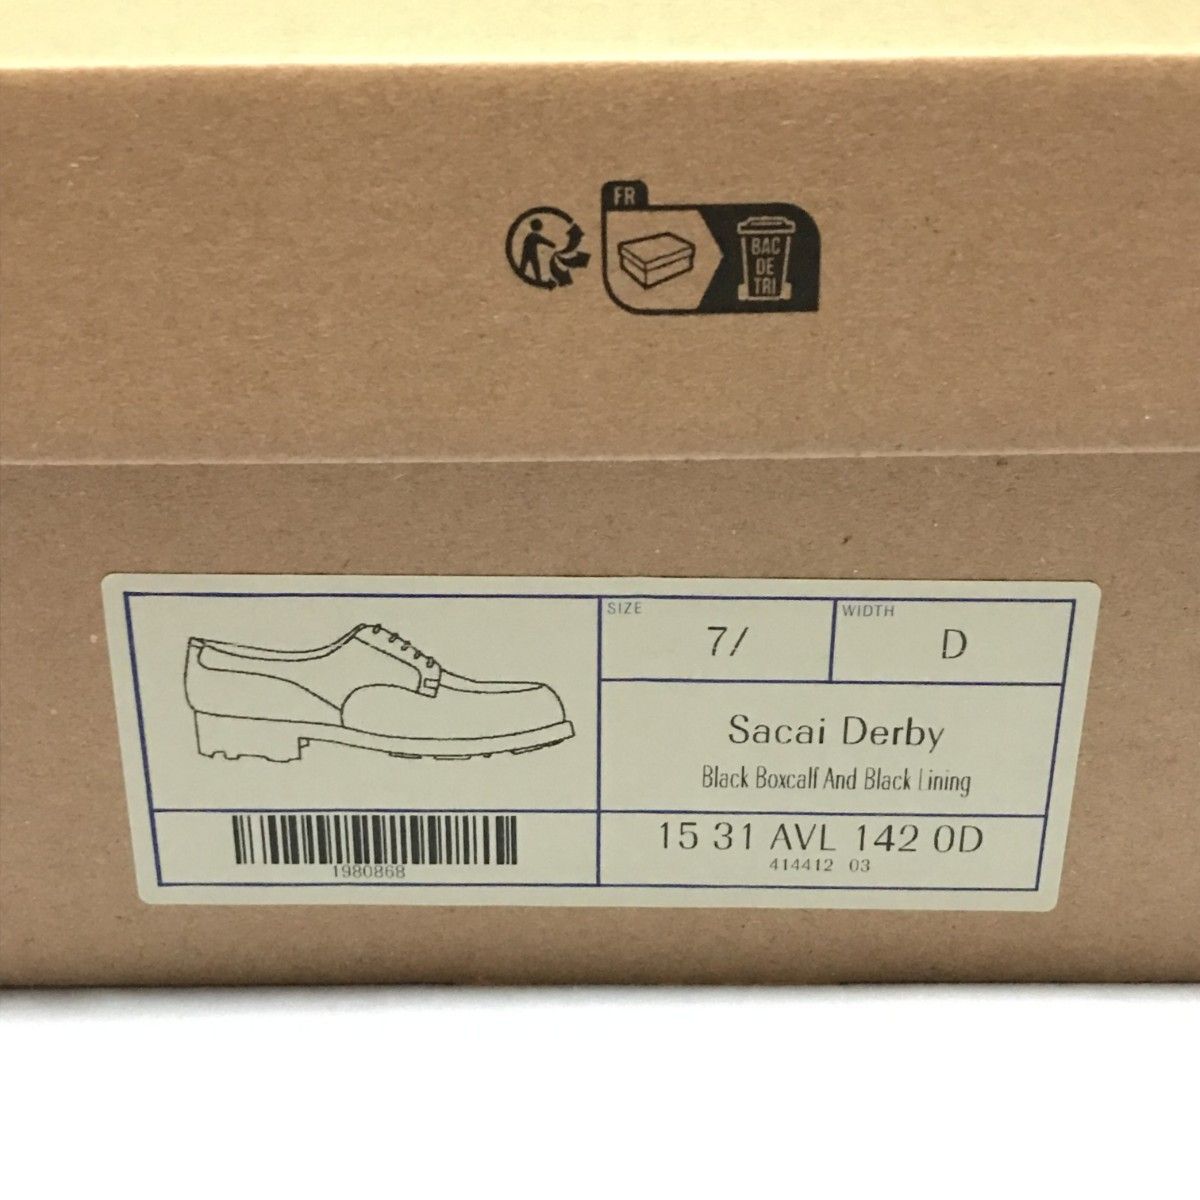 FR
BAC
DE
TRI
SIZE
7/
WIDTH
D
Sacai Derby
Black Boxcalf And Black Lining
1980868
15 31 AVL 142 0D
414412 03